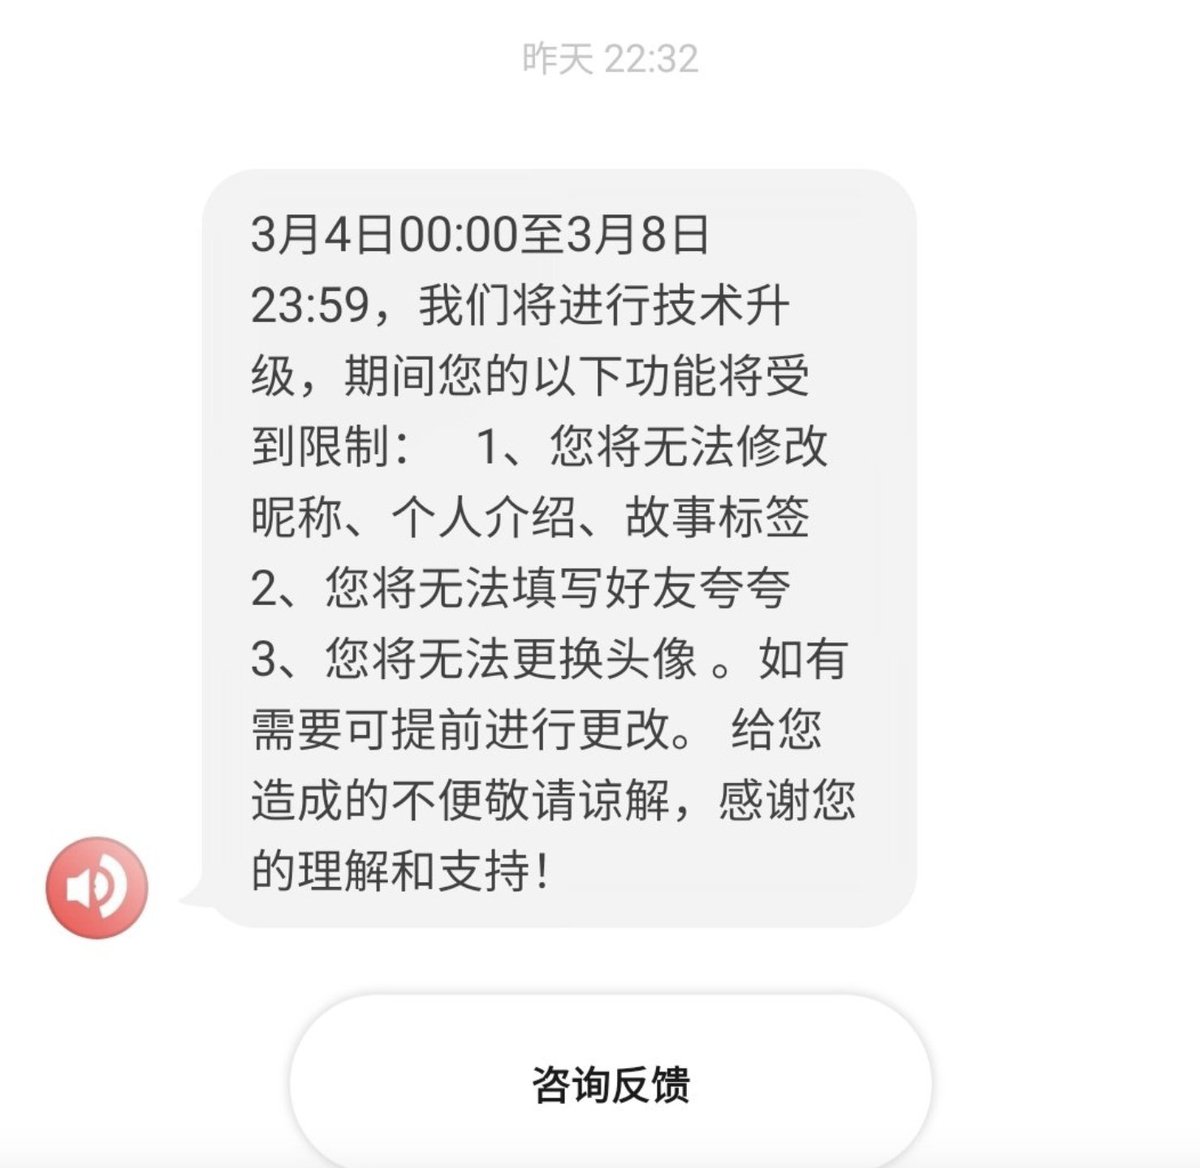 昨天 22:32
3月4日00:00至3月8日
23:59，我们将进行技术升
级，期间您的以下功能将受
到限制：　1、您将无法修改
昵称、个人介绍、故事标签
2、您将无法填写好友夸夸
3、您将无法更换头像 。如有
需要可提前进行更改。 给您
造成的不便敬请谅解，感谢您
的理解和支持！
咨询反馈